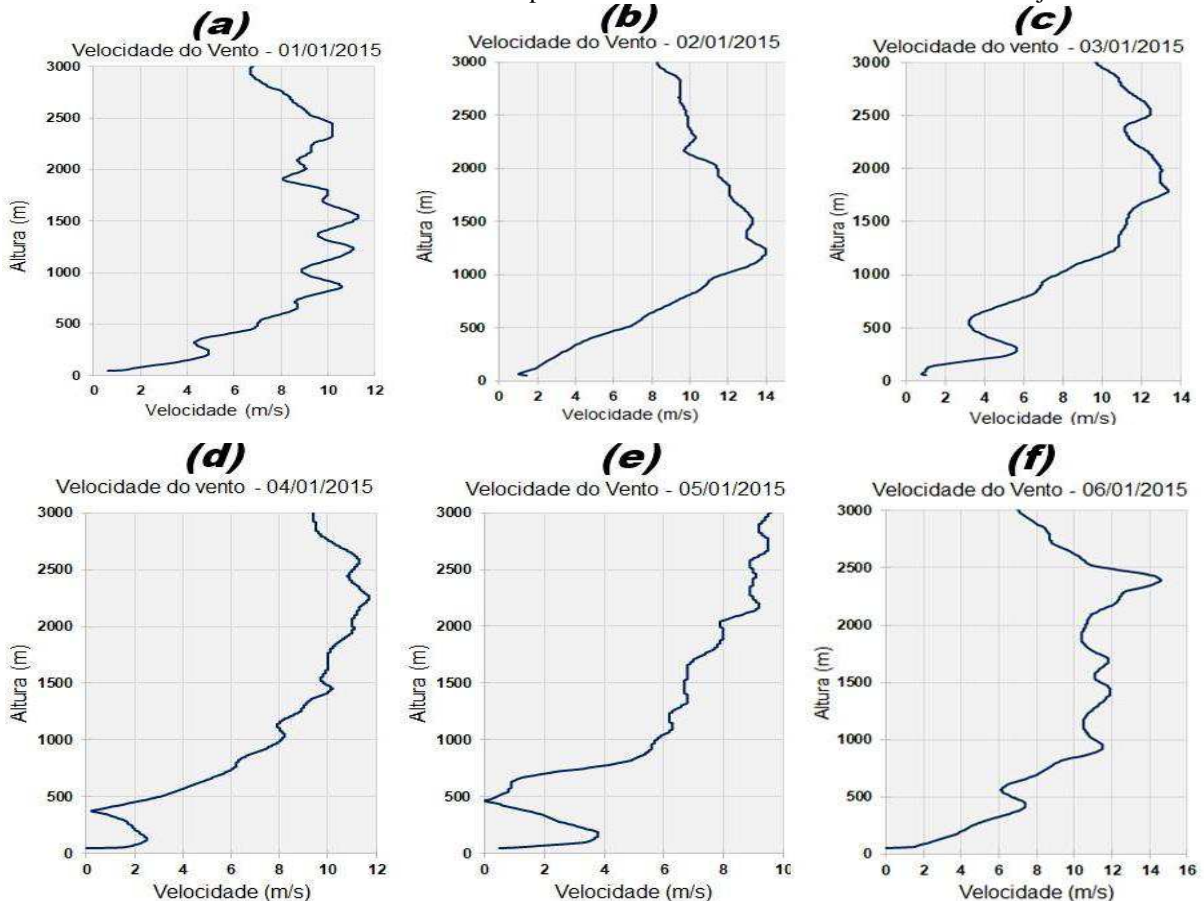 (a)
Velocidade do Vento - 01/01/2015
3000
2500
2000
1500
1000
500
0
Altura (m)
0 2 4 6 8 10 12
Velocidade (m/s)
(b)
Velocidade do Vento - 02/01/2015
3000
2500
2000
1500
1000
500
0
Altura (m)
0 2 4 6 8 10 12 14
Velocidade (m/s)
(c)
Velocidade do vento - 03/01/2015
3000
2500
2000
1500
1000
500
0
Altura (m)
0 2 4 6 8 10 12 14
Velocidade (m/s)
(d)
Velocidade do vento - 04/01/2015
3000
2500
2000
1500
1000
500
0
Altura (m)
0 2 4 6 8 10 12
Velocidade (m/s)
(e)
Velocidade do Vento - 05/01/2015
3000
2500
2000
1500
1000
500
0
Altura (m)
0 2 4 6 8 10
Velocidade (m/s)
(f)
Velocidade do Vento - 06/01/2015
3000
2500
2000
1500
1000
500
0
Altura (m)
0 2 4 6 8 10 12 14 16
Velocidade (m/s)